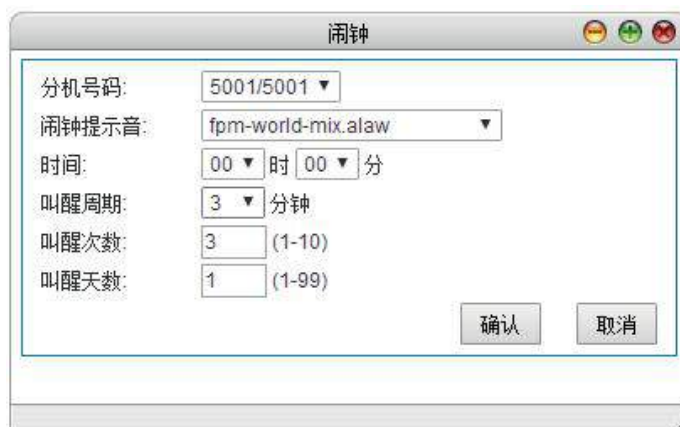 闹钟
分机号码: 5001/5001
闹钟提示音: fpm-world-mix.alaw
时间: 00 时 00 分
叫醒周期: 3 分钟
叫醒次数: 3 (1-10)
叫醒天数: 1 (1-99)
确认 取消